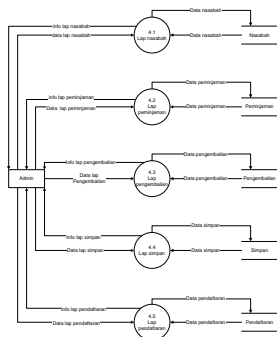 Data nasabah
4.1
Lap nasabah
info lap nasabah
data lap nasabah
Data nasabah
Nasabah
Data peminjaman
4.2
Lap
peminjaman
info lap peminjaman
Data lap peminjaman
Data peminjaman
Peminjaman
Data pengembalian
Info lap pengembalian
4.3
Lap
pengembalian
Admin
Data lap
Pengembalian
Data pengembalian
Pengembalian
Info lap simpan
Data simpan
4.4
Lap simpan
Data lap simpan
Data simpan
Simpan
Data pendaftaran
Info lap pendaftaran
4.5
Lap
pendaftaran
Data lap pendaftaran
Data pendaftaran
Pendaftaran